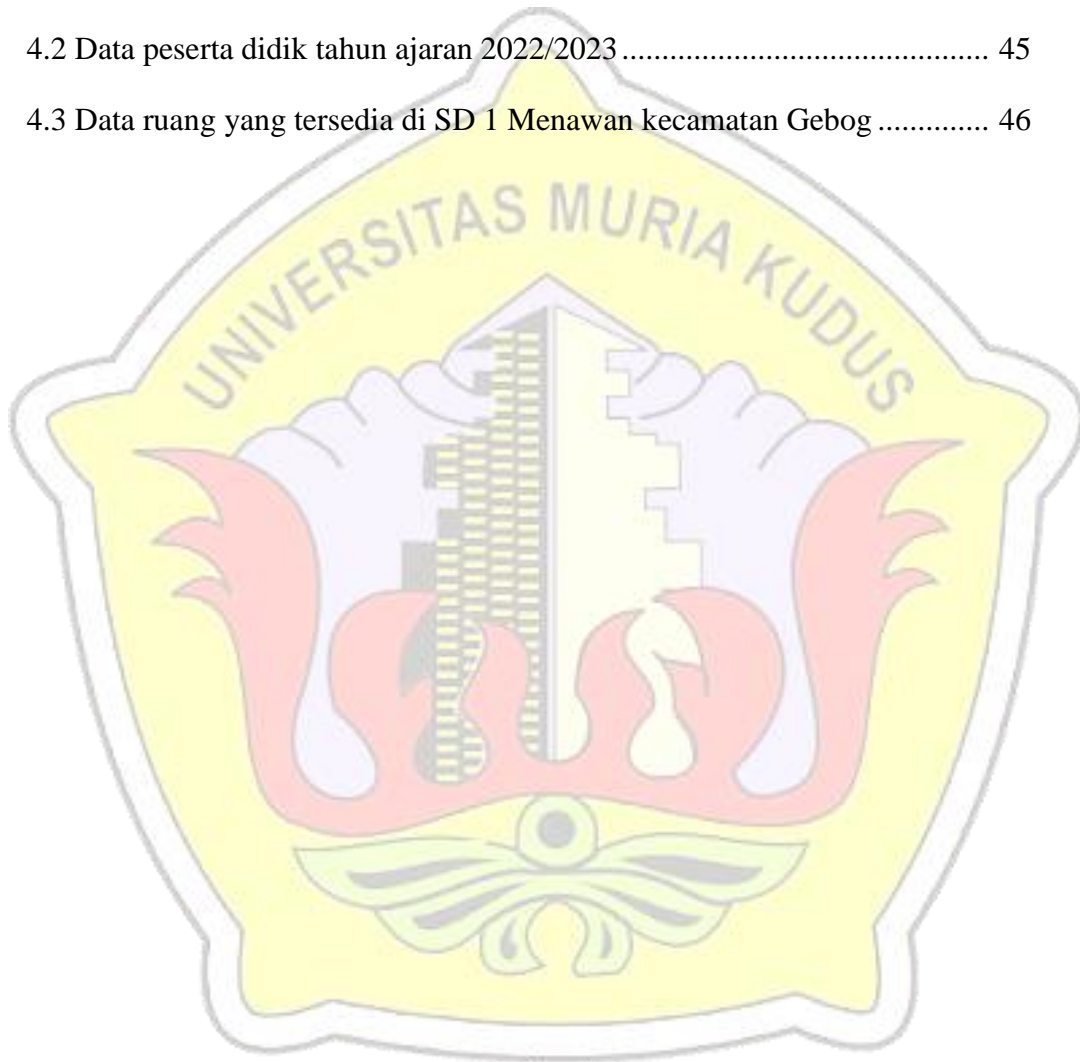 4.2 Data peserta didik tahun ajaran 2022/2023 ............................................ 45
4.3 Data ruang yang tersedia di SD 1 Menawan kecamatan Gebog .............. 46
UNIVERSITAS MURIA KUDUS